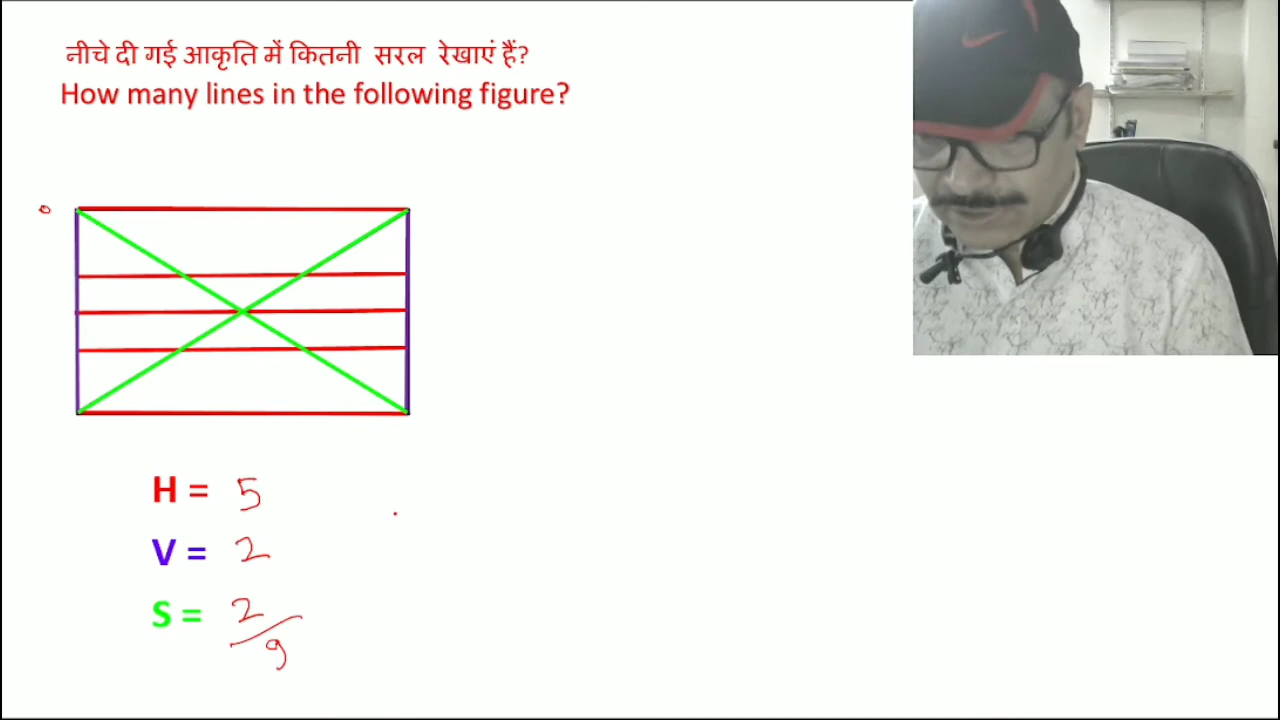 नीचे दी गई आकृति में कितनी सरल रेखाएं हैं?
How many lines in the following figure?
H = 5
V = 2
S = 2
9